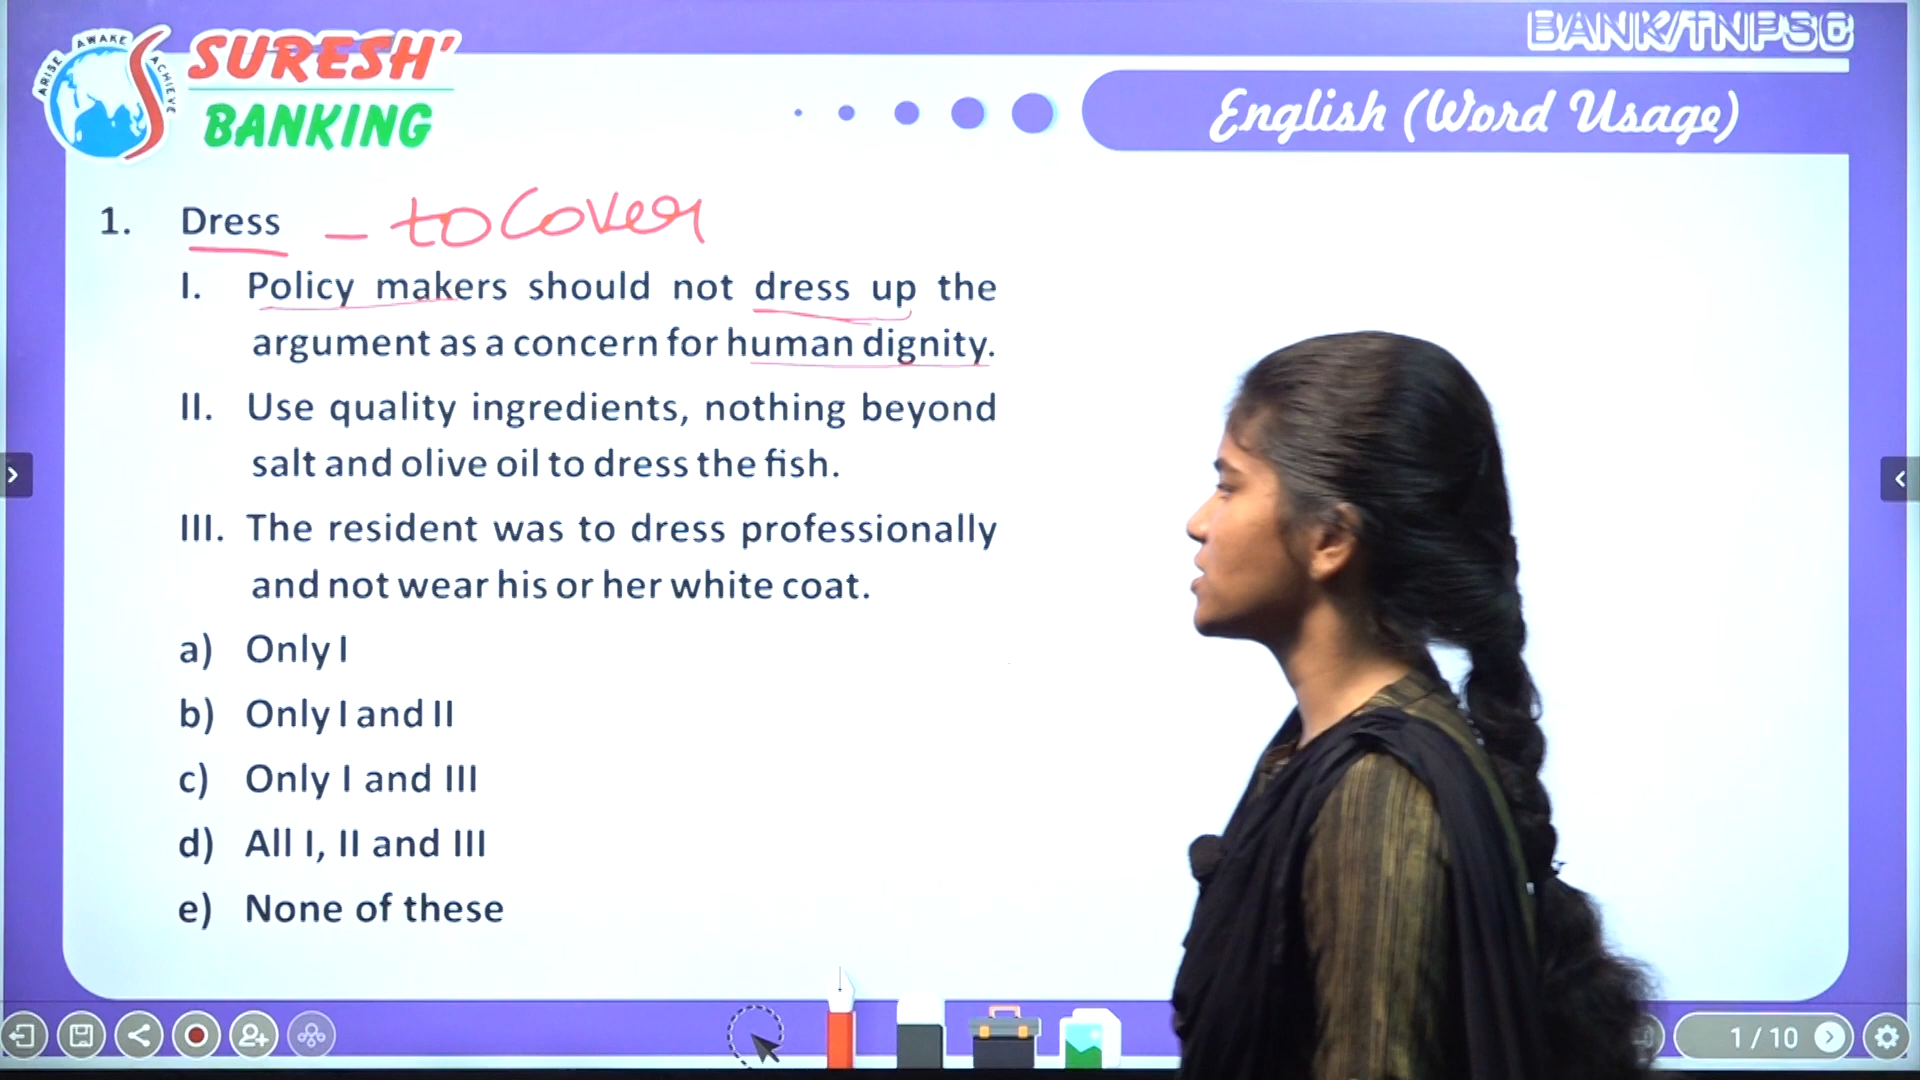 ARISE AWAKE ACHIEVE
SURESH'
BANKING
BANK/TNPSC
English (Word Usage)
1. Dress - to cover
I. Policy makers should not dress up the
argument as a concern for human dignity.
II. Use quality ingredients, nothing beyond
salt and olive oil to dress the fish.
III. The resident was to dress professionally
and not wear his or her white coat.
a) Only I
b) Only I and II
c) Only I and III
d) All I, II and III
e) None of these
1 / 10